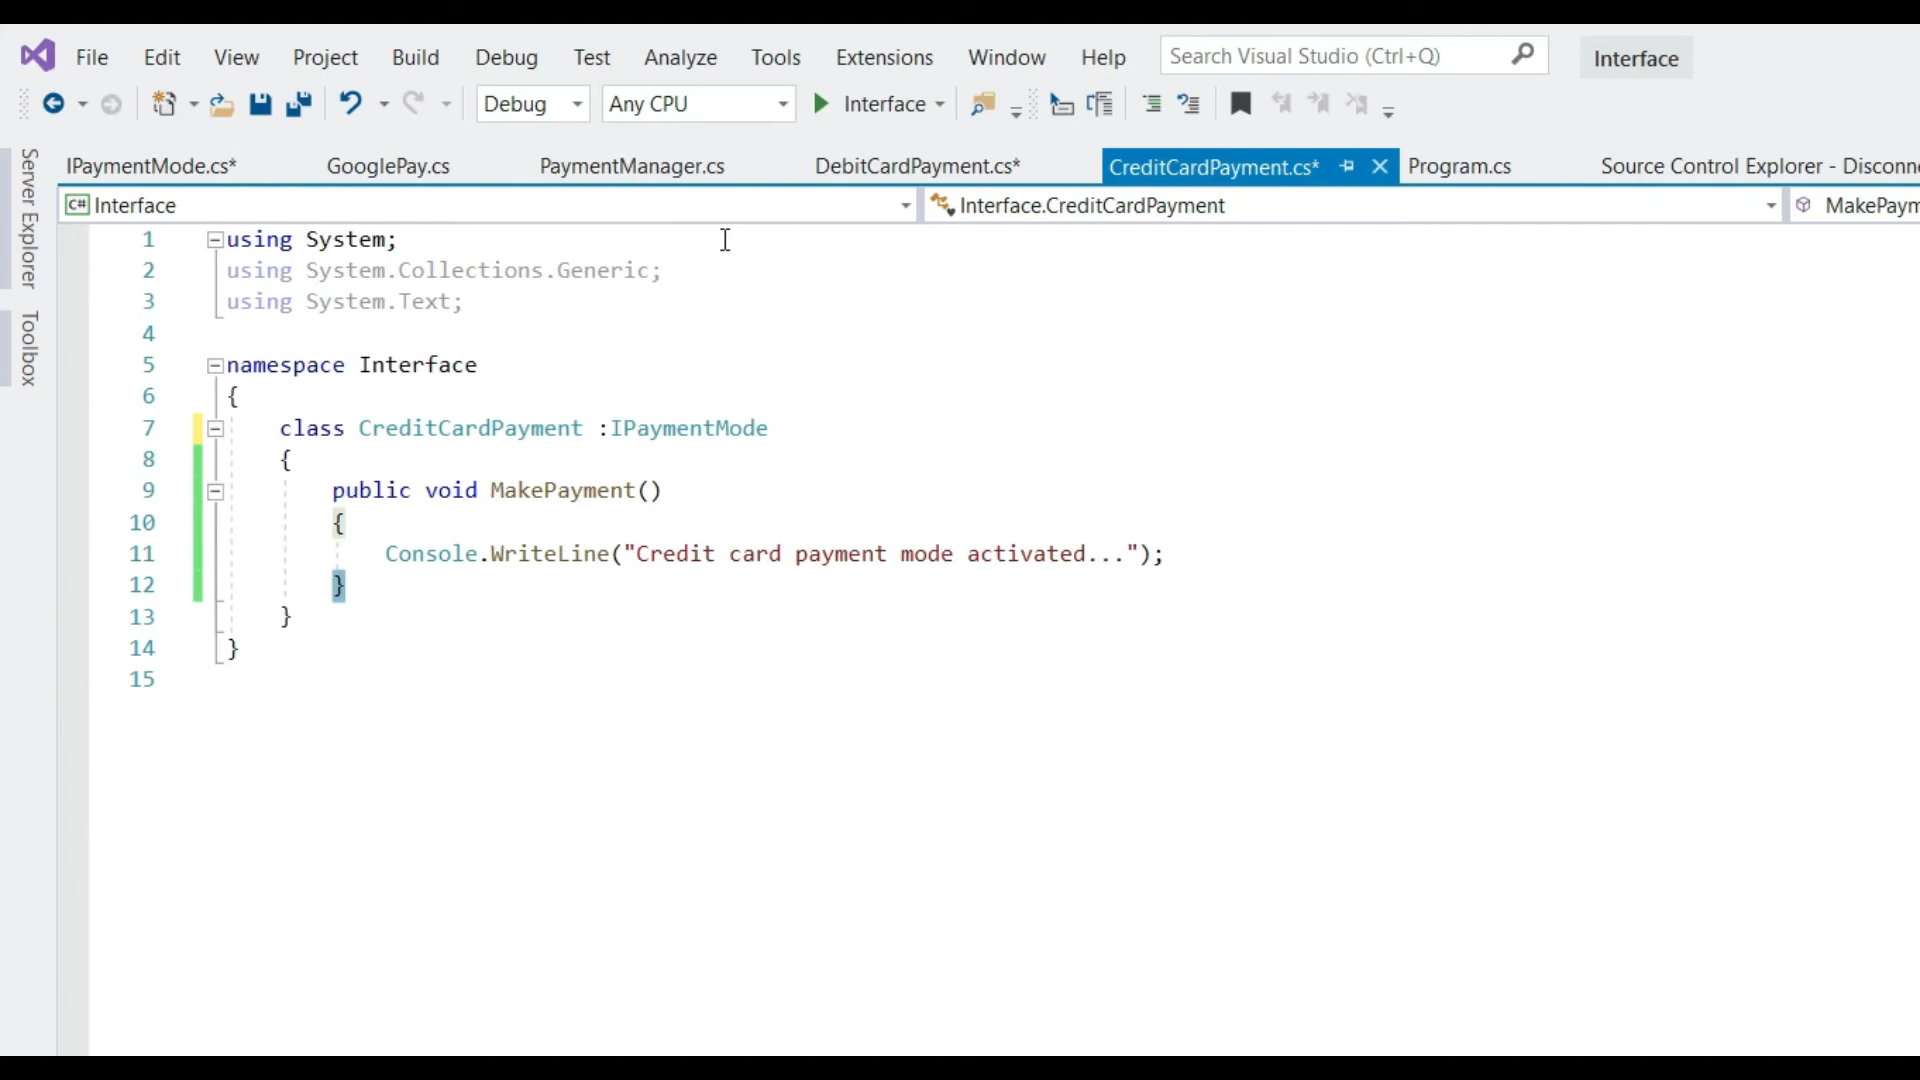 File Edit View Project Build Debug Test Analyze Tools Extensions Window Help Search Visual Studio (Ctrl+Q) Interface
Debug Any CPU Interface
IPaymentMode.cs* GooglePay.cs PaymentManager.cs DebitCardPayment.cs* CreditCardPayment.cs* Program.cs Source Control Explorer - Disconne
C# Interface Interface.CreditCardPayment MakePaym
Server Explorer
Toolbox
1 using System;
2 using System.Collections.Generic;
3 using System.Text;
4
5 namespace Interface
6 {
7 class CreditCardPayment :IPaymentMode
8 {
9 public void MakePayment()
10 {
11 Console.WriteLine("Credit card payment mode activated...");
12 }
13 }
14 }
15